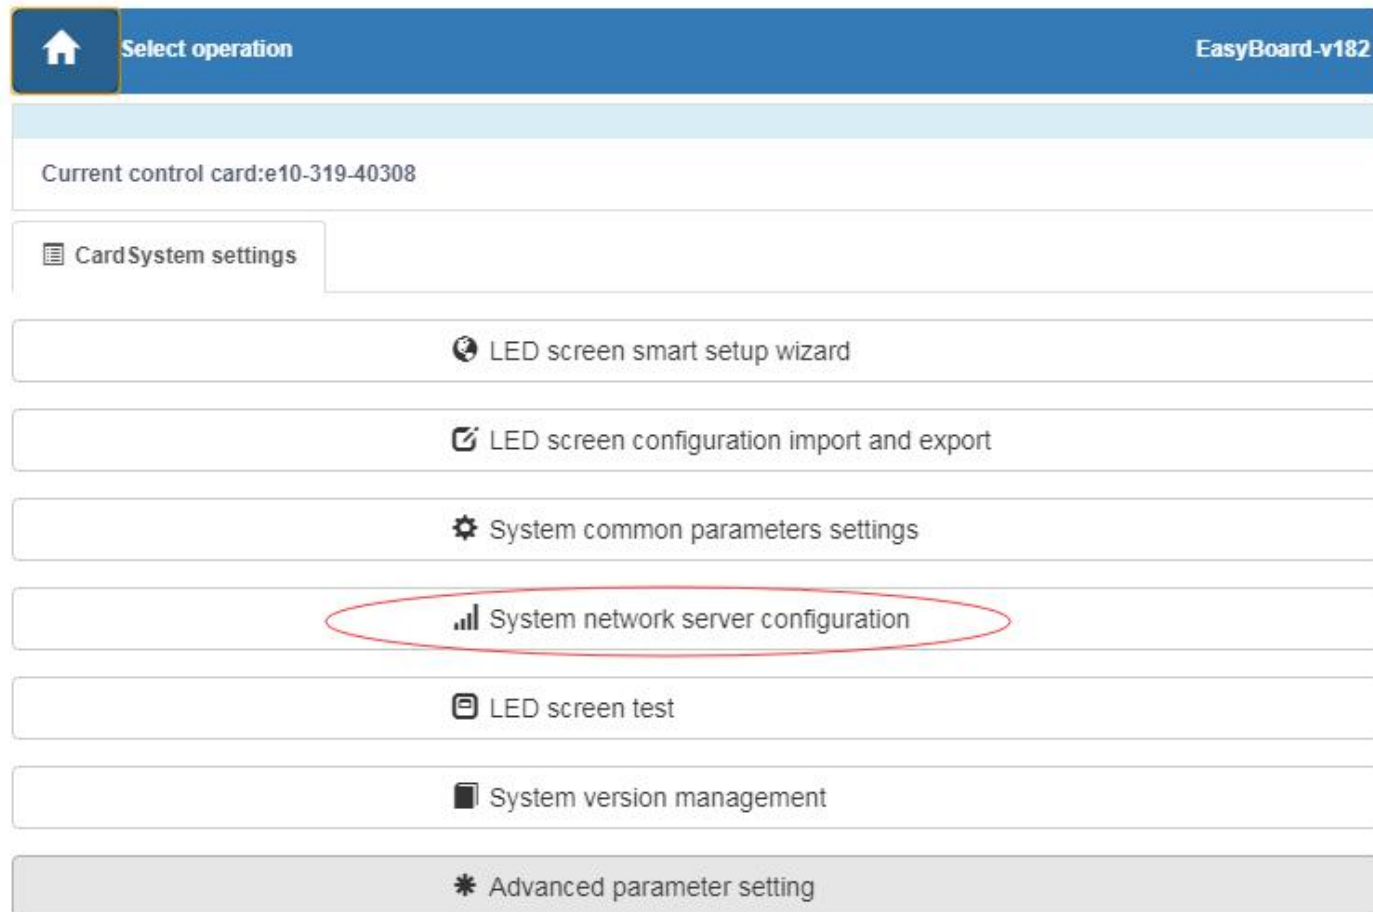 Select operation EasyBoard-v182
Current control card:e10-319-40308
CardSystem settings
LED screen smart setup wizard
LED screen configuration import and export
System common parameters settings
System network server configuration
LED screen test
System version management
Advanced parameter setting